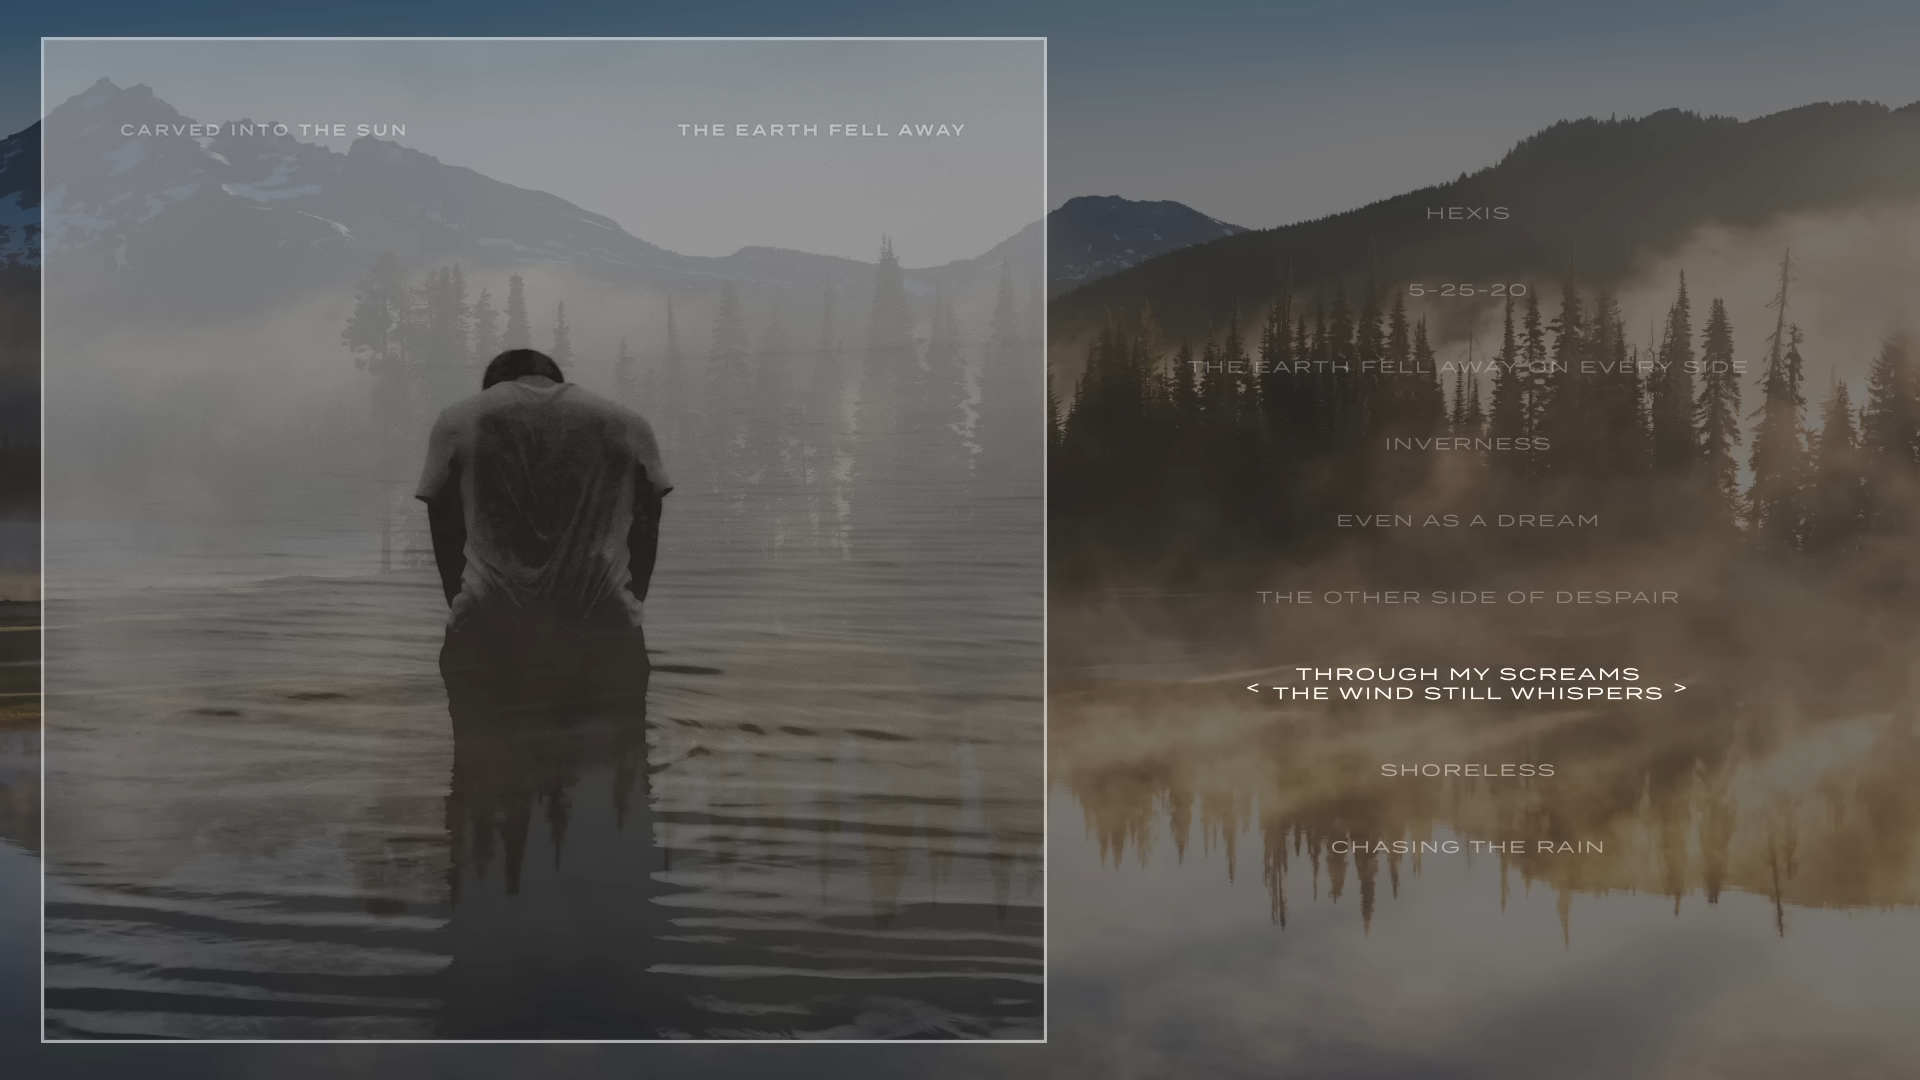 CARVED INTO THE SUN
THE EARTH FELL AWAY
HEXIS
5-25-20
THE EARTH FELL AWAY ON EVERY SIDE
INVERNESS
EVEN AS A DREAM
THE OTHER SIDE OF DESPAIR
THROUGH MY SCREAMS
< THE WIND STILL WHISPERS >
SHORELESS
CHASING THE RAIN